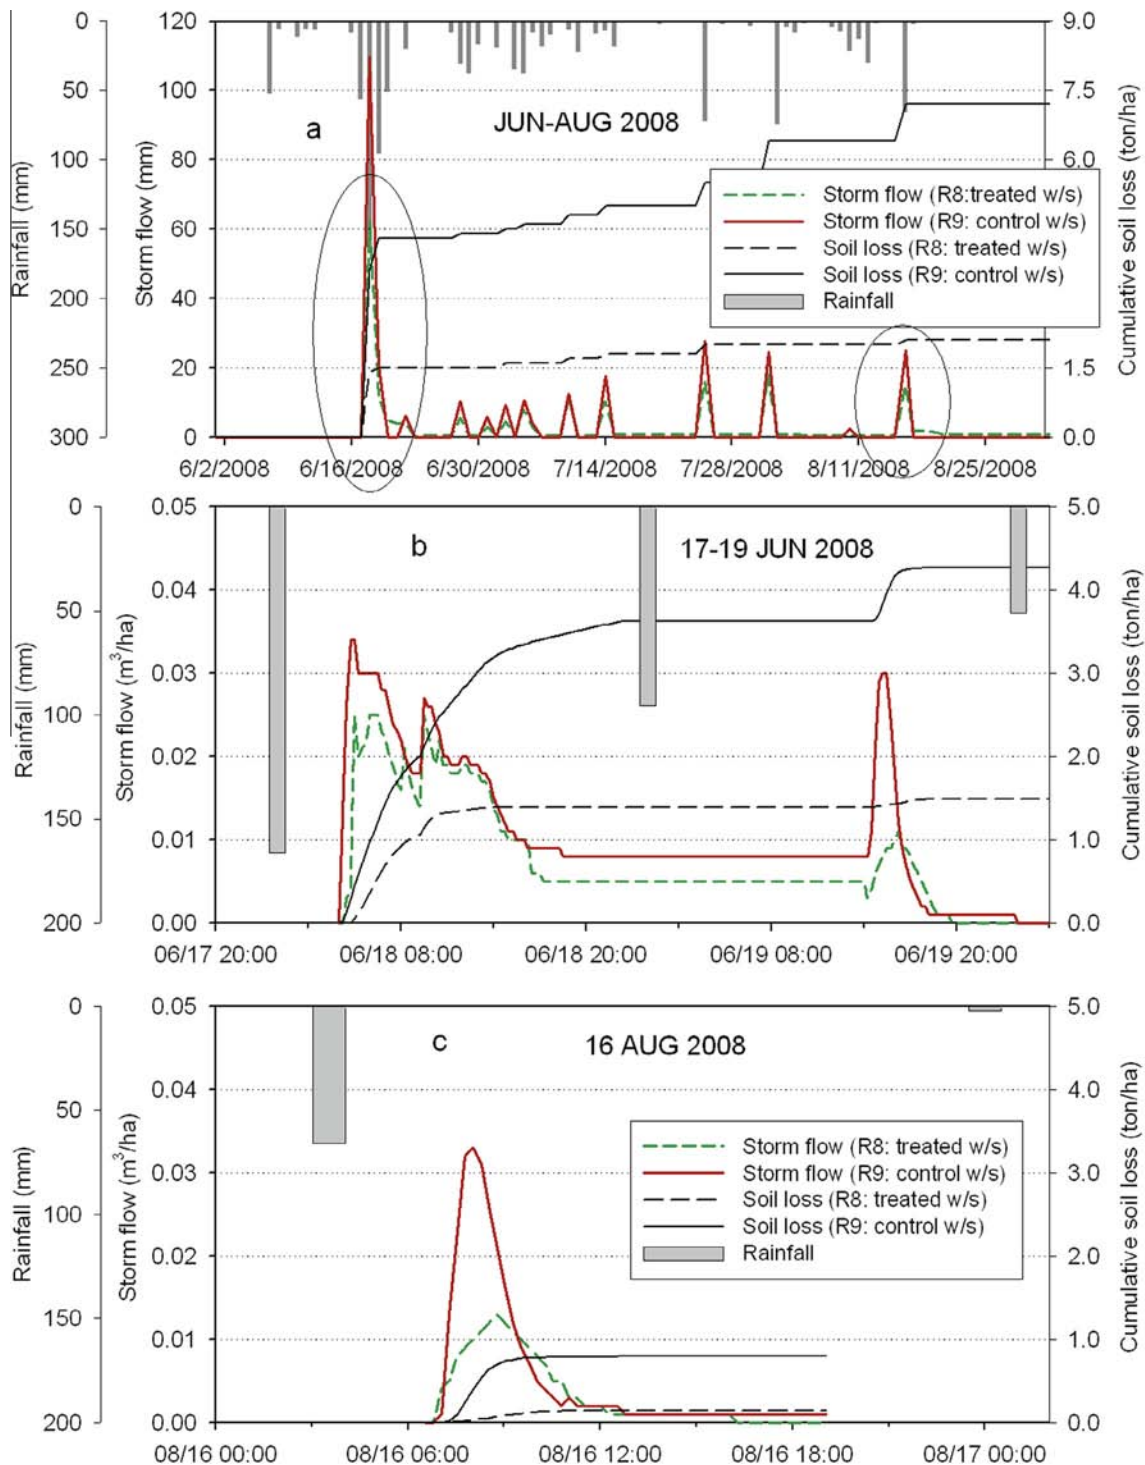 0
50
100
150
200
250
300
Rainfall (mm)
120
100
80
60
40
20
0
Storm flow (mm)
a
JUN-AUG 2008
9.0
7.5
6.0
1.5
0.0
Cumulative soil loss (ton/ha)
Storm flow (R8:treated w/s)
Storm flow (R9: control w/s)
Soil loss (R8: treated w/s)
Soil loss (R9: control w/s)
Rainfall
6/2/2008 6/16/2008 6/30/2008 7/14/2008 7/28/2008 8/11/2008 8/25/2008
0
50
100
150
200
Rainfall (mm)
0.05
0.04
0.03
0.02
0.01
0.00
Storm flow (m³/ha)
b
17-19 JUN 2008
5.0
4.0
3.0
2.0
1.0
0.0
Cumulative soil loss (ton/ha)
06/17 20:00 06/18 08:00 06/18 20:00 06/19 08:00 06/19 20:00
0
50
100
150
200
Rainfall (mm)
0.05
0.04
0.03
0.02
0.01
0.00
Storm flow (m³/ha)
c
16 AUG 2008
5.0
4.0
3.0
2.0
1.0
0.0
Cumulative soil loss (ton/ha)
Storm flow (R8: treated w/s)
Storm flow (R9: control w/s)
Soil loss (R8: treated w/s)
Soil loss (R9: control w/s)
Rainfall
08/16 00:00 08/16 06:00 08/16 12:00 08/16 18:00 08/17 00:00